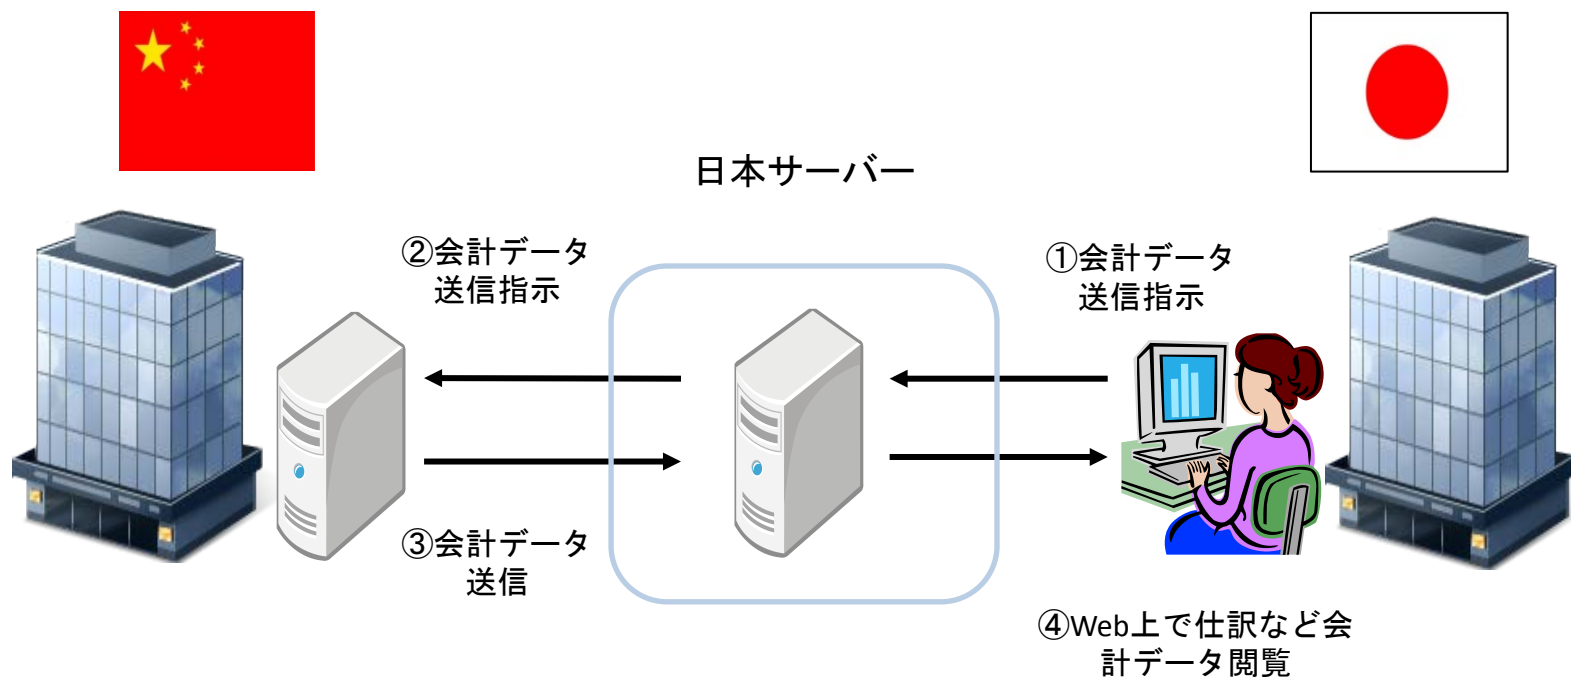 日本サーバー
②会計データ
送信指示
①会計データ
送信指示
③会計データ
送信
④Web上で仕訳など会
計データ閲覧